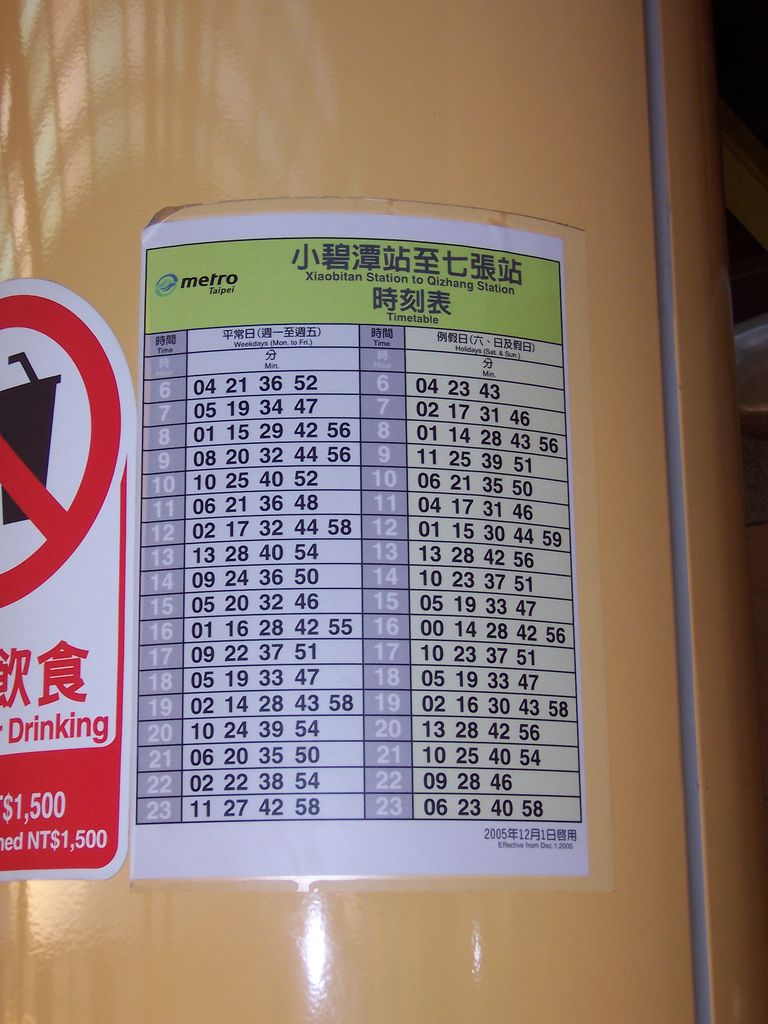 metro
Taipei
小碧潭站至七張站
Xiaobitan Station to Qizhang Station
時刻表
Timetable
時間 平常日(週一至週五) 時間 例假日(六、日及假日)
Time Weekdays (Mon. to Fri.) Time Holidays (Sat. & Sun.)
時 分 時 分
Hour Min. Hour Min.
6 04 21 36 52 6 04 23 43
7 05 19 34 47 7 02 17 31 46
8 01 15 29 42 56 8 01 14 28 43 56
9 08 20 32 44 56 9 11 25 39 51
10 10 25 40 52 10 06 21 35 50
11 06 21 36 48 11 04 17 31 46
12 02 17 32 44 58 12 01 15 30 44 59
13 13 28 40 54 13 13 28 42 56
14 09 24 36 50 14 10 23 37 51
15 05 20 32 46 15 05 19 33 47
16 01 16 28 42 55 16 00 14 28 42 56
17 09 22 37 51 17 10 23 37 51
18 05 19 33 47 18 05 19 33 47
19 02 14 28 43 58 19 02 16 30 43 58
20 10 24 39 54 20 13 28 42 56
21 06 20 35 50 21 10 25 40 54
22 02 22 38 54 22 09 28 46
23 11 27 42 58 23 06 23 40 58
2005年12月1日啓用
Effective from Dec.1,2005
飲食
Drinking
T$1,500
ned NT$1,500